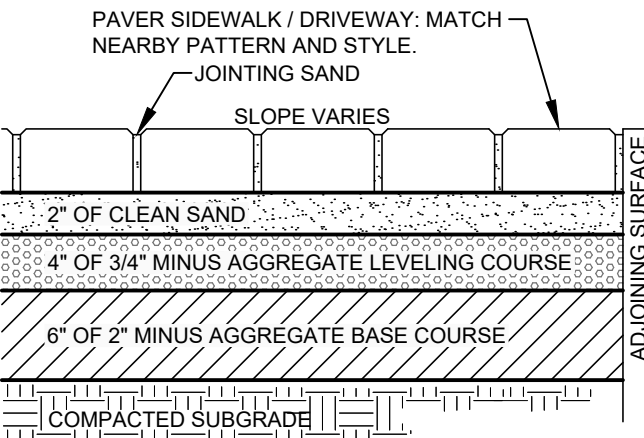 PAVER SIDEWALK / DRIVEWAY: MATCH
NEARBY PATTERN AND STYLE.
JOINTING SAND
SLOPE VARIES
2" OF CLEAN SAND
4" OF 3/4" MINUS AGGREGATE LEVELING COURSE
6" OF 2" MINUS AGGREGATE BASE COURSE
COMPACTED SUBGRADE
ADJOINING SURFACE